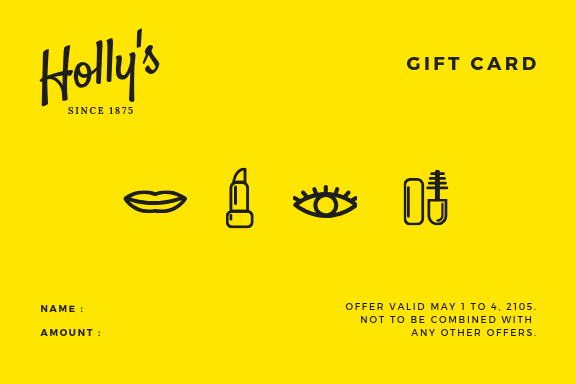 Holly's
SINCE 1875
GIFT CARD
NAME :
AMOUNT :
OFFER VALID MAY 1 TO 4, 2105.
NOT TO BE COMBINED WITH
ANY OTHER OFFERS.